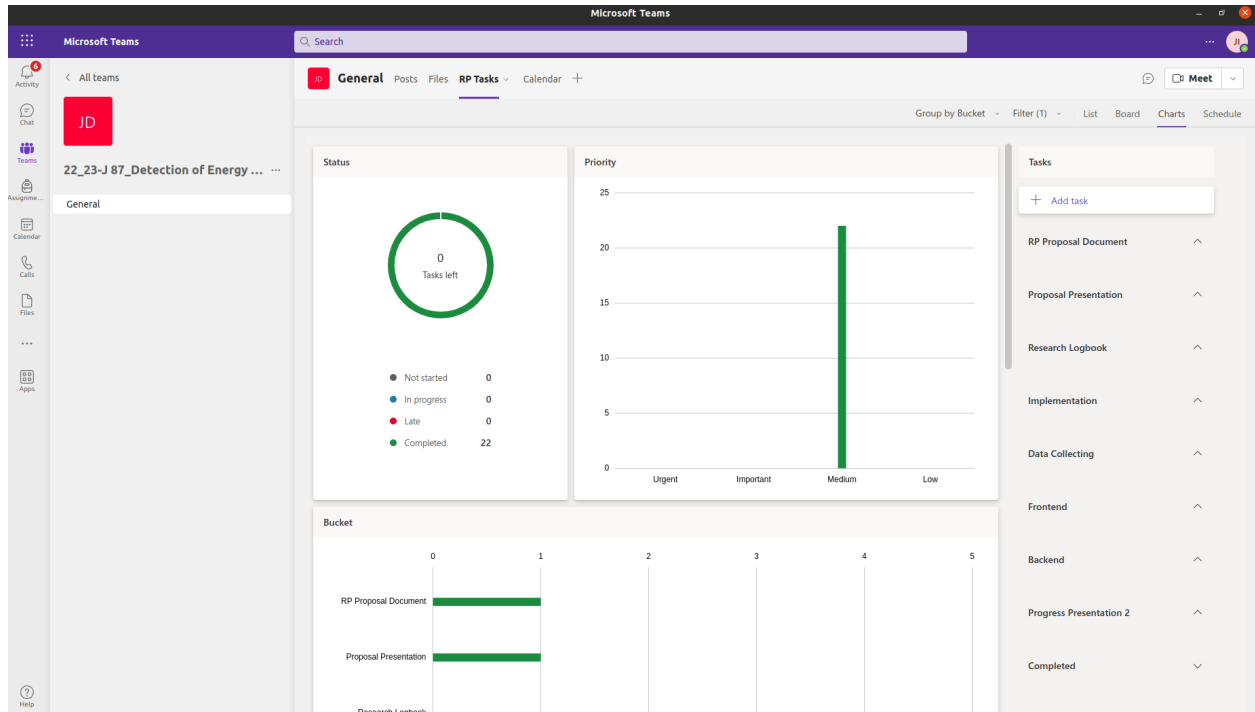 Microsoft Teams
Microsoft Teams
Search
JI
6
Activity
Chat
Teams
Assignme...
Calendar
Calls
Files
Apps
Help
All teams
JD
22_23-J 87_Detection of Energy ...
General
JD General Posts Files RP Tasks Calendar
Meet
Group by Bucket Filter (1) List Board Charts Schedule
Status
0
Tasks left
Not started 0
In progress 0
Late 0
Completed 22
Priority
25
20
15
10
5
0
Urgent Important Medium Low
Bucket
0 1 2 3 4 5
RP Proposal Document
Proposal Presentation
Research Logbook
Tasks
Add task
RP Proposal Document
Proposal Presentation
Research Logbook
Implementation
Data Collecting
Frontend
Backend
Progress Presentation 2
Completed